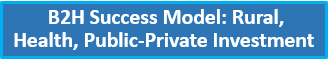 B2H Success Model: Rural,
Health, Public-Private Investment